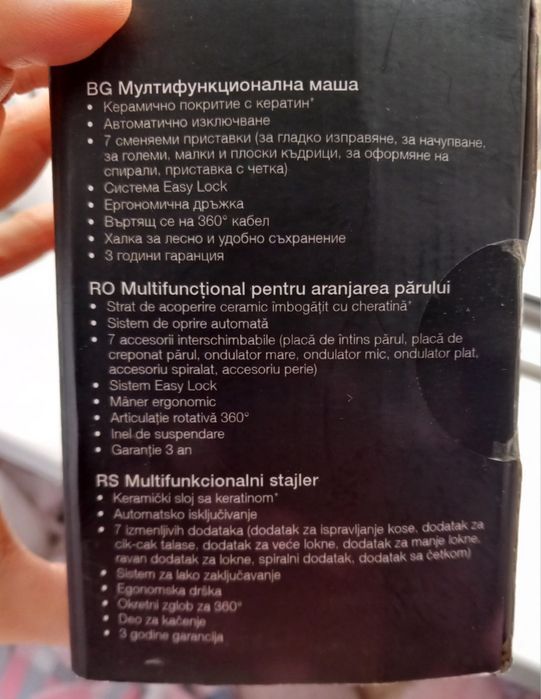 BG Мултифункционална маша
• Керамично покритие с кератин*
• Автоматично изключване
• 7 сменяеми приставки (за гладко изправяне, за начупване,
за големи, малки и плоски къдрици, за оформяне на
спирали, приставка с четка)
• Система Easy Lock
• Ергономична дръжка
• Въртящ се на 360° кабел
• Халка за лесно и удобно съхранение
• 3 години гаранция
RO Multifuncțional pentru aranjarea părului
• Strat de acoperire ceramic îmbogățit cu cheratină*
• Sistem de oprire automată
• 7 accesorii interschimbabile (placă de întins părul, placă de
creponat părul, ondulator mare, ondulator mic, ondulator plat,
accesoriu spiralat, accesoriu perie)
• Sistem Easy Lock
• Mâner ergonomic
• Articulație rotativă 360°
• Inel de suspendare
• Garanție 3 an
RS Multifunkcionalni stajler
• Keramički sloj sa keratinom*
• Automatsko isključivanje
• 7 izmenljivih dodataka (dodatak za ispravljanje kose, dodatak za
cik-cak talase, dodatak za veće lokne, dodatak za manje lokne,
ravan dodatak za lokne, spiralni dodatak, dodatak sa četkom)
• Sistem za lako zaključavanje
• Egonomska drška
• Okretni zglob za 360°
• Deo za kačenje
• 3 godine garancija